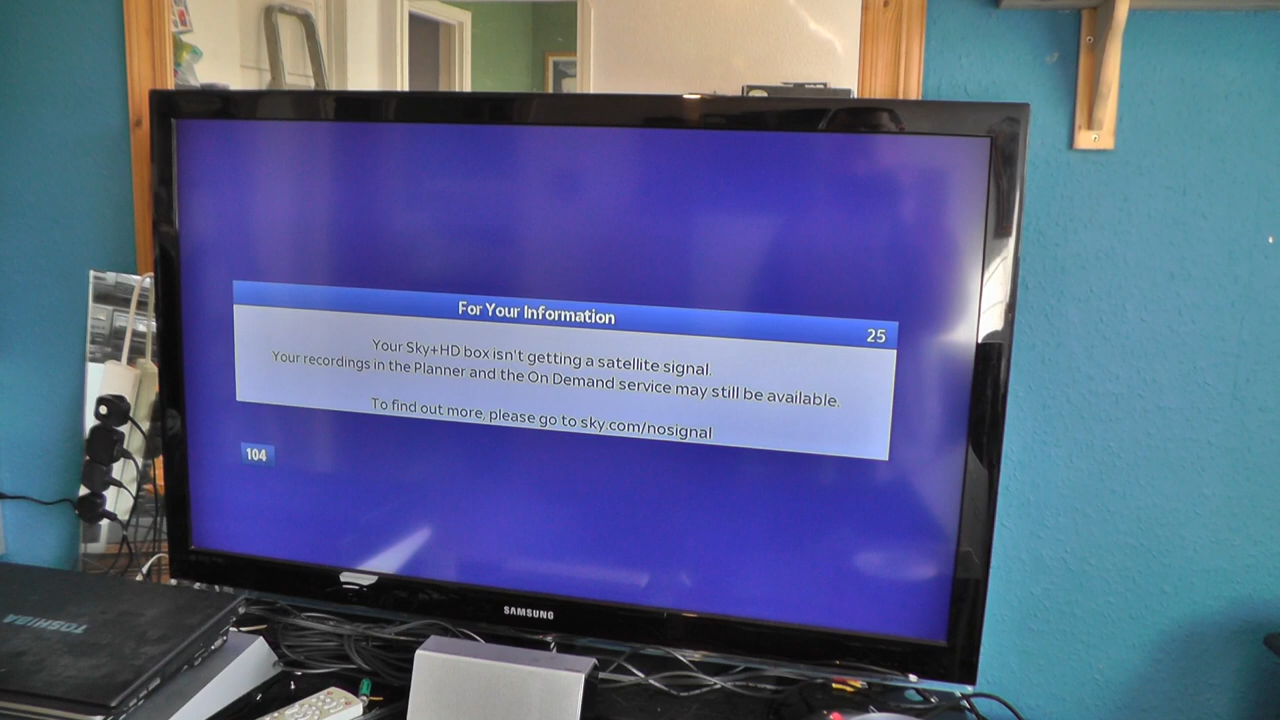 For Your Information
25
Your Sky+HD box isn't getting a satellite signal.
Your recordings in the Planner and the On Demand service may still be available.
To find out more, please go to sky.com/nosignal
104
SAMSUNG
TOSHIBA